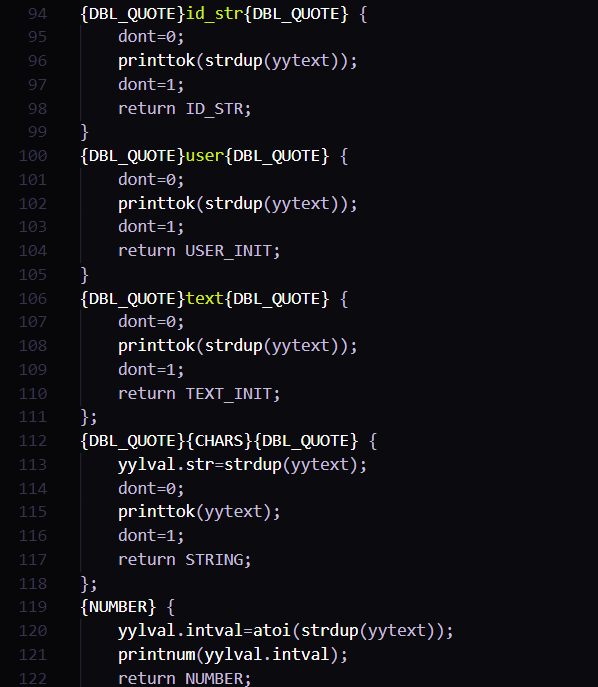 94 {DBL_QUOTE}id_str{DBL_QUOTE} {
95 dont=0;
96 printtok(strdup(yytext));
97 dont=1;
98 return ID_STR;
99 }
100 {DBL_QUOTE}user{DBL_QUOTE} {
101 dont=0;
102 printtok(strdup(yytext));
103 dont=1;
104 return USER_INIT;
105 }
106 {DBL_QUOTE}text{DBL_QUOTE} {
107 dont=0;
108 printtok(strdup(yytext));
109 dont=1;
110 return TEXT_INIT;
111 };
112 {DBL_QUOTE}{CHARS}{DBL_QUOTE} {
113 yylval.str=strdup(yytext);
114 dont=0;
115 printtok(yytext);
116 dont=1;
117 return STRING;
118 };
119 {NUMBER} {
120 yylval.intval=atoi(strdup(yytext));
121 printnum(yylval.intval);
122 return NUMBER;